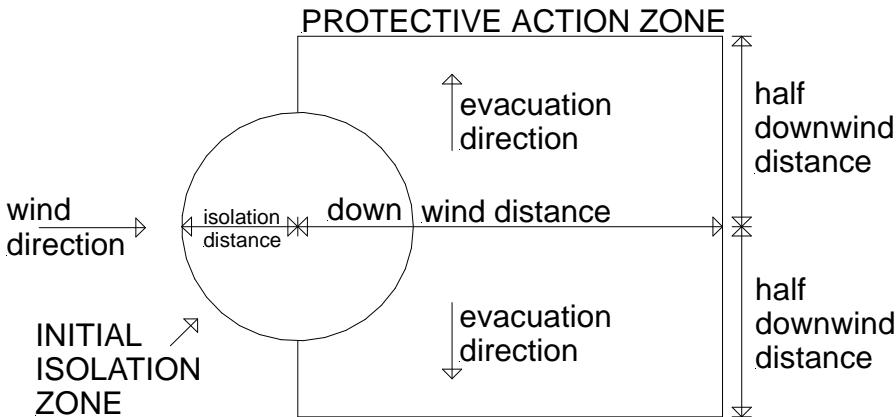 PROTECTIVE ACTION ZONE
evacuation
direction
half
downwind
distance
wind
direction
isolation
distance
down wind distance
evacuation
direction
half
downwind
distance
INITIAL
ISOLATION
ZONE